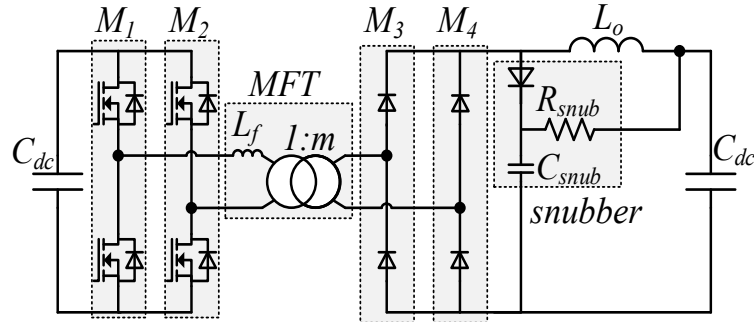 M1 M2 M3 M4 Lo
MFT
Lf 1:m
Rsnub
Cdc Cdc
Csnub
snubber